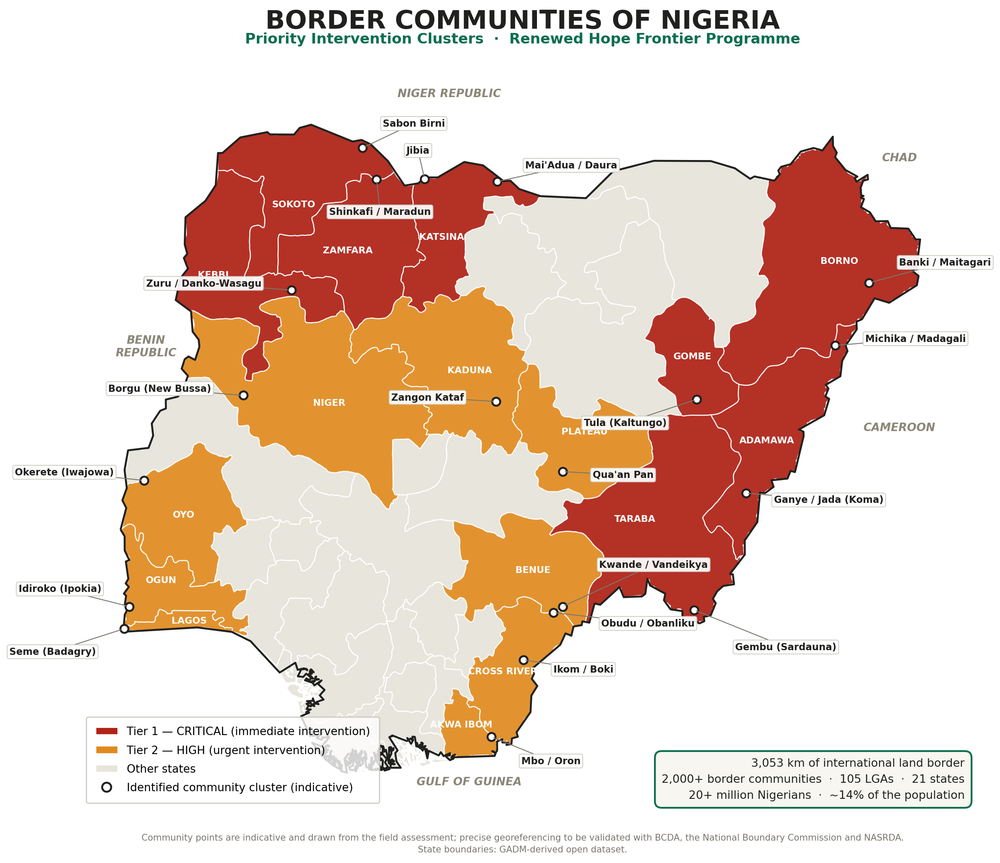 BORDER COMMUNITIES OF NIGERIA
Priority Intervention Clusters · Renewed Hope Frontier Programme
NIGER REPUBLIC
Sabon Birni
Jibia
CHAD
Mai'Adua / Daura
SOKOTO
Shinkafi / Maradun
KATSINA
ZAMFARA
BORNO
Banki / Maitagari
KEBBI
Zuru / Danko-Wasagu
BENIN
REPUBLIC
Michika / Madagali
GOMBE
KADUNA
Borgu (New Bussa)
NIGER
Zangon Kataf
Tula (Kaltungo)
PLATEAU
CAMEROON
ADAMAWA
Okerete (Iwajowa)
Qua'an Pan
Ganye / Jada (Koma)
OYO
TARABA
Kwande / Vandeikya
BENUE
OGUN
Idiroko (Ipokia)
LAGOS
Obudu / Obanliku
Seme (Badagry)
Gembu (Sardauna)
Ikom / Boki
CROSS RIVER
AKWA IBOM
Mbo / Oron
GULF OF GUINEA
Tier 1 — CRITICAL (immediate intervention)
Tier 2 — HIGH (urgent intervention)
Other states
Identified community cluster (indicative)
3,053 km of international land border
2,000+ border communities · 105 LGAs · 21 states
20+ million Nigerians · ~14% of the population
Community points are indicative and drawn from the field assessment; precise georeferencing to be validated with BCDA, the National Boundary Commission and NASRDA.
State boundaries: GADM-derived open dataset.